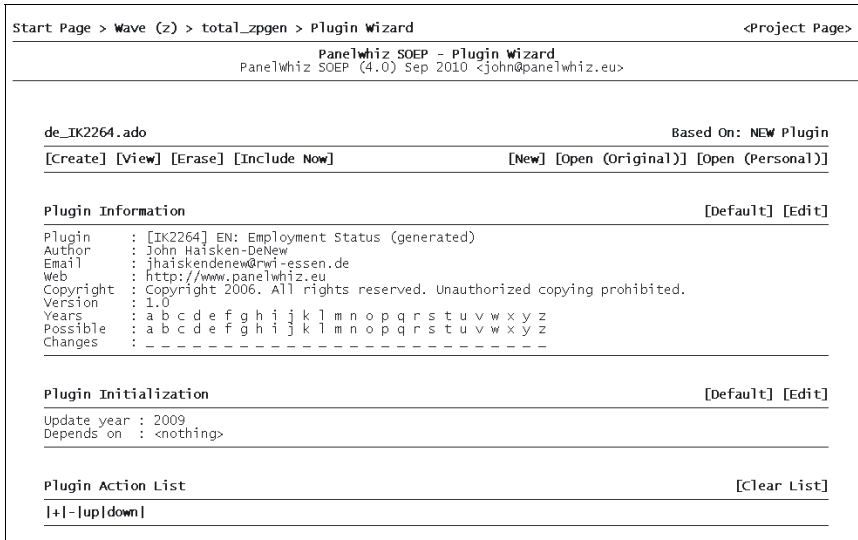 Start Page > Wave (z) > total_zpgen > Plugin Wizard <Project Page>
PanelWhiz SOEP - Plugin Wizard
PanelWhiz SOEP (4.0) Sep 2010 <john@panelwhiz.eu>
de_IK2264.ado Based On: NEW Plugin
[Create] [View] [Erase] [Include Now] [New] [Open (Original)] [Open (Personal)]
Plugin Information [Default] [Edit]
Plugin : [IK2264] EN: Employment Status (generated)
Author : John Haisken-DeNew
Email : jhaiskendenew@rwi-essen.de
Web : http://www.panelwhiz.eu
Copyright : Copyright 2006. All rights reserved. Unauthorized copying prohibited.
Version : 1.0
Years : a b c d e f g h i j k l m n o p q r s t u v w x y z
Possible : a b c d e f g h i j k l m n o p q r s t u v w x y z
Changes : _ _ _ _ _ _ _ _ _ _ _ _ _ _ _ _ _ _ _ _ _ _ _ _ _ _
Plugin Initialization [Default] [Edit]
Update year : 2009
Depends on : <nothing>
Plugin Action List [Clear List]
|+|-|up|down|